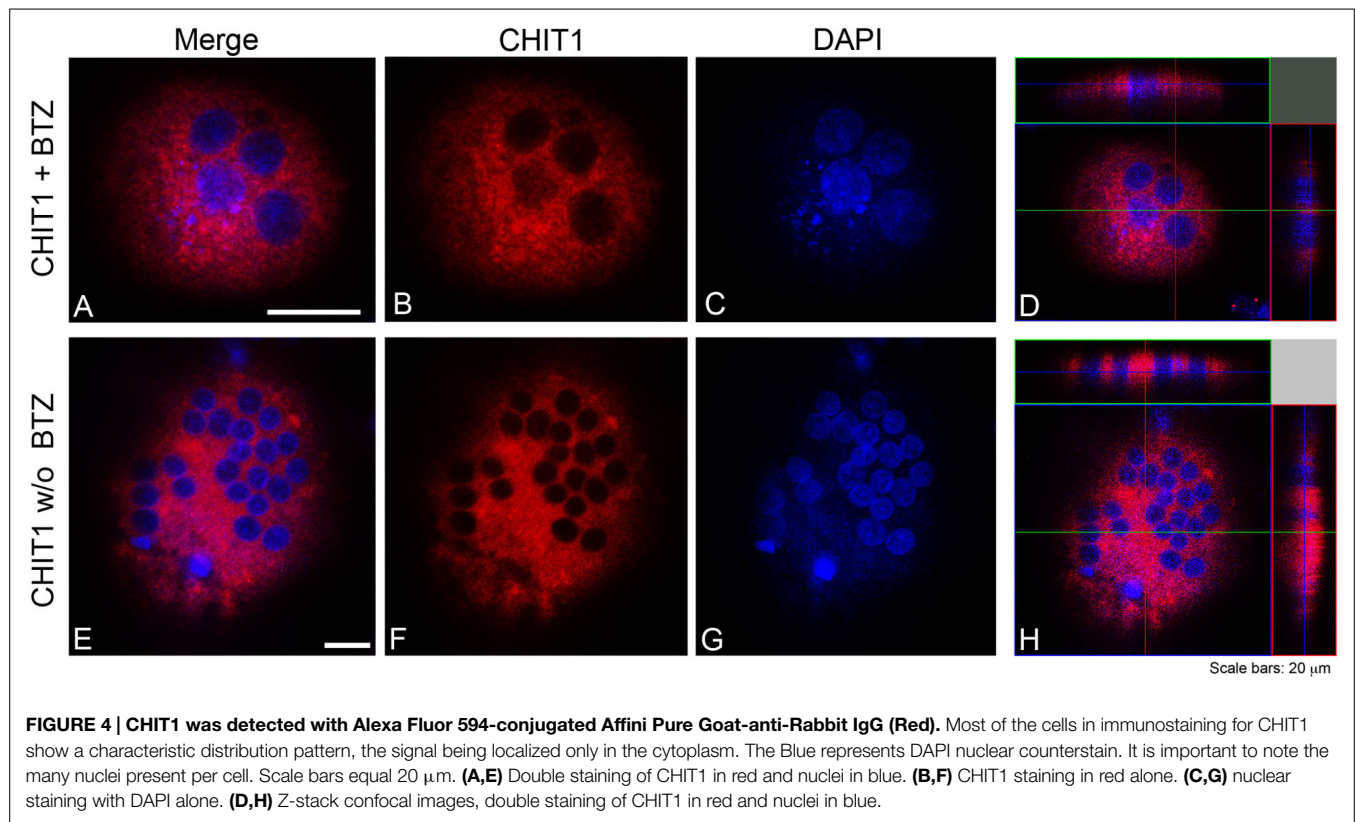 Merge CHIT1 DAPI
CHIT1 + BTZ
A B C D
CHIT1 w/o BTZ
E F G H
Scale bars: 20 μm
FIGURE 4 | CHIT1 was detected with Alexa Fluor 594-conjugated Affini Pure Goat-anti-Rabbit IgG (Red). Most of the cells in immunostaining for CHIT1
show a characteristic distribution pattern, the signal being localized only in the cytoplasm. The Blue represents DAPI nuclear counterstain. It is important to note the
many nuclei present per cell. Scale bars equal 20 μm. (A,E) Double staining of CHIT1 in red and nuclei in blue. (B,F) CHIT1 staining in red alone. (C,G) nuclear
staining with DAPI alone. (D,H) Z-stack confocal images, double staining of CHIT1 in red and nuclei in blue.